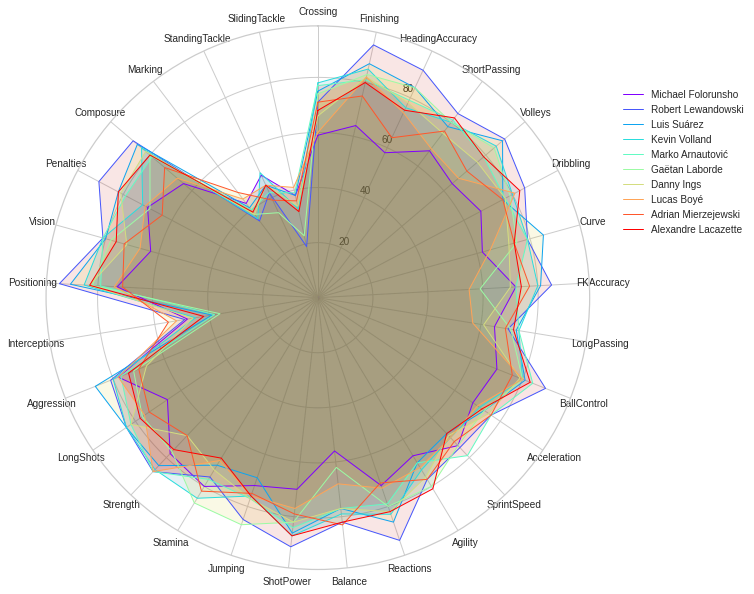 Crossing
Finishing
HeadingAccuracy
ShortPassing
Volleys
Dribbling
Curve
FKAccuracy
LongPassing
BallControl
Acceleration
SprintSpeed
Agility
Reactions
Balance
ShotPower
Jumping
Stamina
Strength
LongShots
Aggression
Interceptions
Positioning
Vision
Penalties
Composure
Marking
StandingTackle
SlidingTackle
80
60
40
20
Michael Folorunsho
Robert Lewandowski
Luis Suárez
Kevin Volland
Marko Arnautović
Gaëtan Laborde
Danny Ings
Lucas Boyé
Adrian Mierzejewski
Alexandre Lacazette